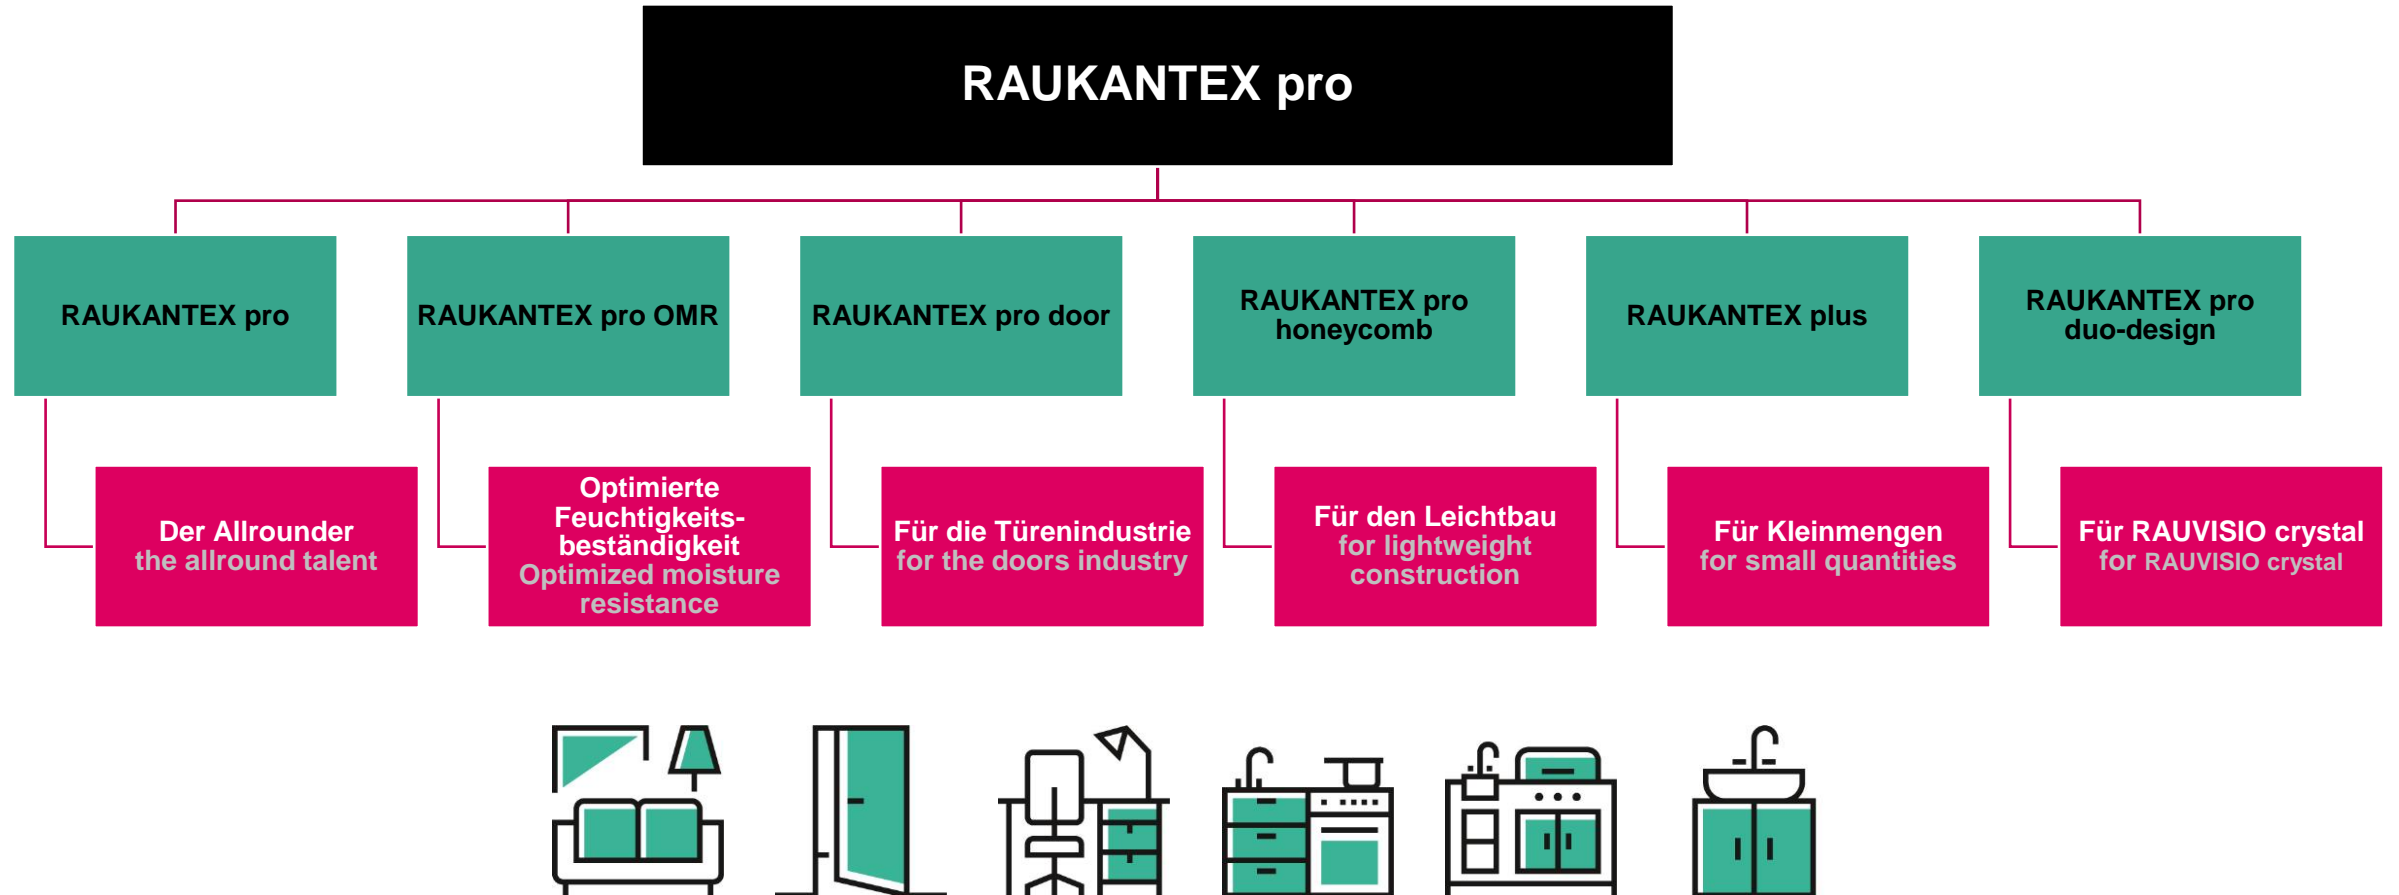 RAUKANTEX pro
RAUKANTEX pro
RAUKANTEX pro OMR
RAUKANTEX pro door
RAUKANTEX pro
honeycomb
RAUKANTEX plus
RAUKANTEX pro
duo-design
Der Allrounder
the allround talent
Optimierte
Feuchtigkeits-
beständigkeit
Optimized moisture
resistance
Für die Türenindustrie
for the doors industry
Für den Leichtbau
for lightweight
construction
Für Kleinmengen
for small quantities
Für RAUVISIO crystal
for RAUVISIO crystal